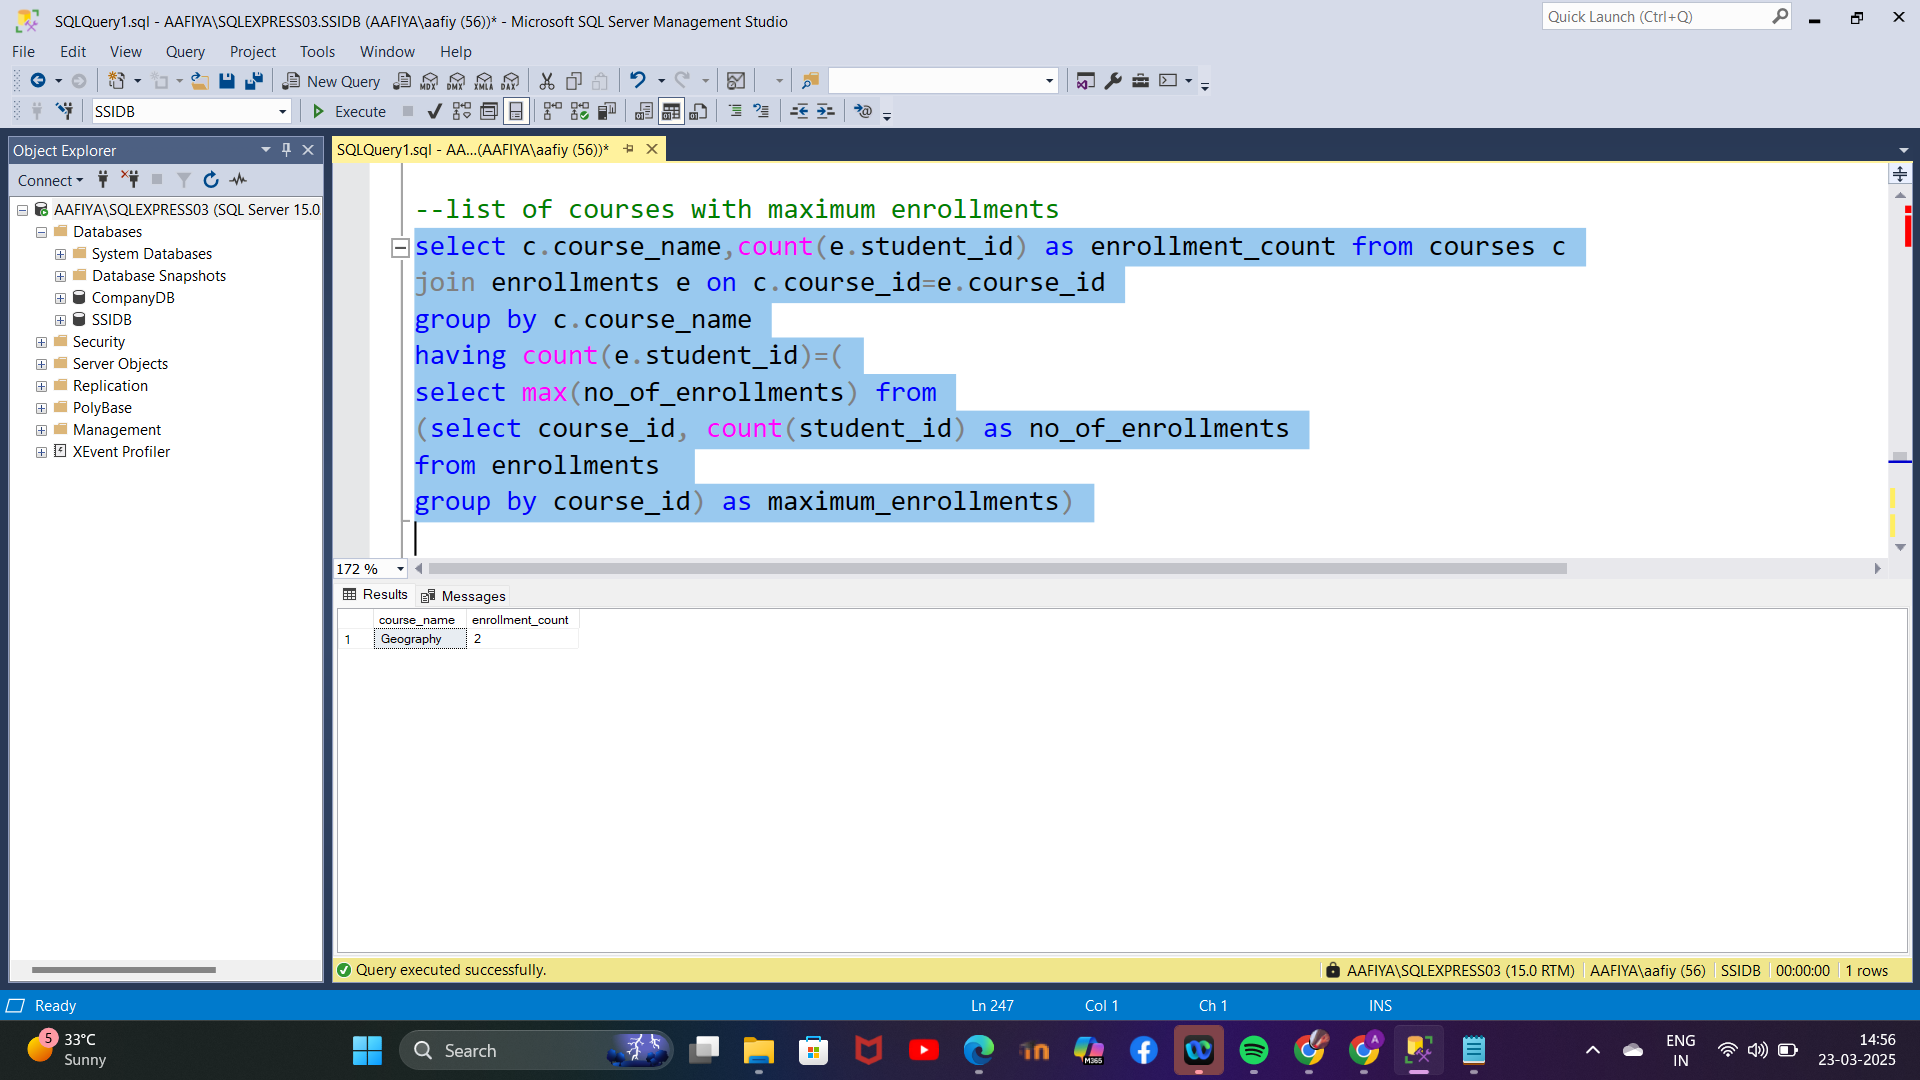 SQLQuery1.sql - AAFIYA\SQLEXPRESS03.SSIDB (AAFIYA\aafiy (56))* - Microsoft SQL Server Management Studio
Quick Launch (Ctrl+Q)
File Edit View Query Project Tools Window Help
New Query MDX DMX XMLA DAX
SSIDB Execute
Object Explorer
SQLQuery1.sql - AA...(AAFIYA\aafiy (56))*
Connect
AAFIYA\SQLEXPRESS03 (SQL Server 15.0
Databases
System Databases
Database Snapshots
CompanyDB
SSIDB
Security
Server Objects
Replication
PolyBase
Management
XEvent Profiler
--list of courses with maximum enrollments
select c.course_name,count(e.student_id) as enrollment_count from courses c
join enrollments e on c.course_id=e.course_id
group by c.course_name
having count(e.student_id)=(
select max(no_of_enrollments) from
(select course_id, count(student_id) as no_of_enrollments
from enrollments
group by course_id) as maximum_enrollments)
172 %
Results Messages
course_name enrollment_count
1 Geography 2
Query executed successfully.
AAFIYA\SQLEXPRESS03 (15.0 RTM) AAFIYA\aafiy (56) SSIDB 00:00:00 1 rows
Ready Ln 247 Col 1 Ch 1 INS
5 33°C
Sunny
Search
M365
in
A
ENG
IN
14:56
23-03-2025